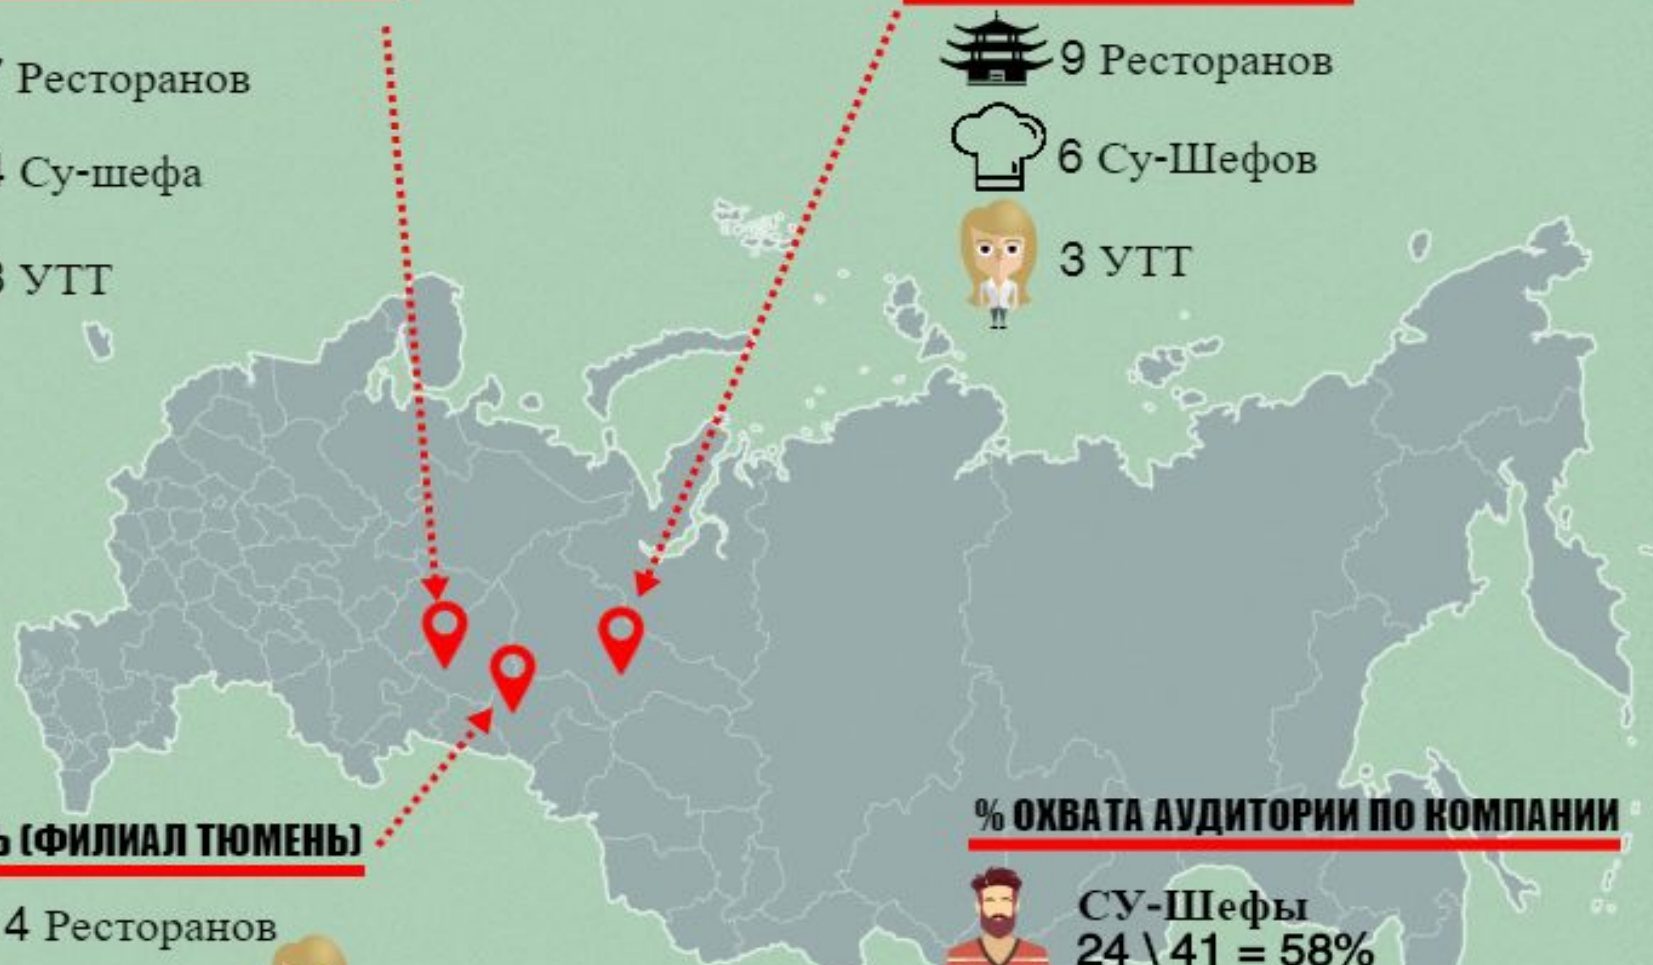 Ресторанов
Су-шефа
УТТ
9 Ресторанов
6 Су-Шефов
3 УТТ
(ФИЛИАЛ ТЮМЕНЬ)
4 Ресторанов
% ОХВАТА АУДИТОРИИ ПО КОМПАНИИ
СУ-Шефы
24 \ 41 = 58%